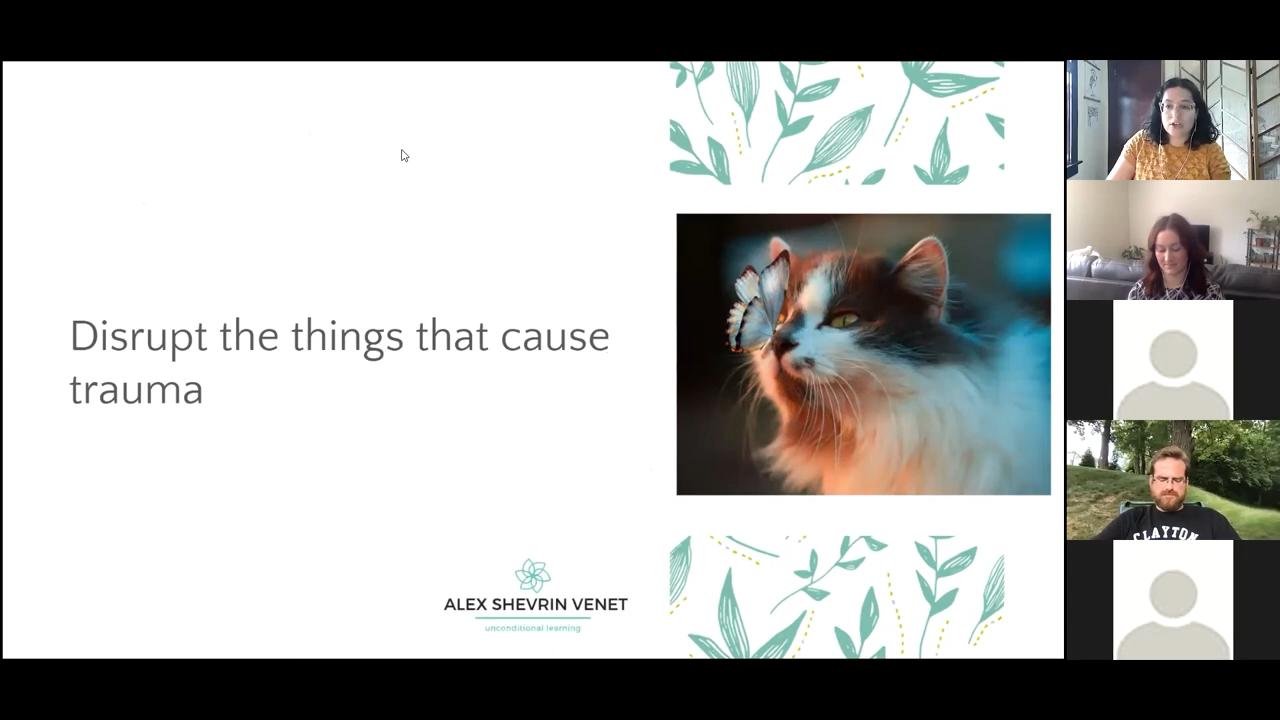 Disrupt the things that cause
trauma
ALEX SHEVRIN VENET
unconditional learning
CLAYTON